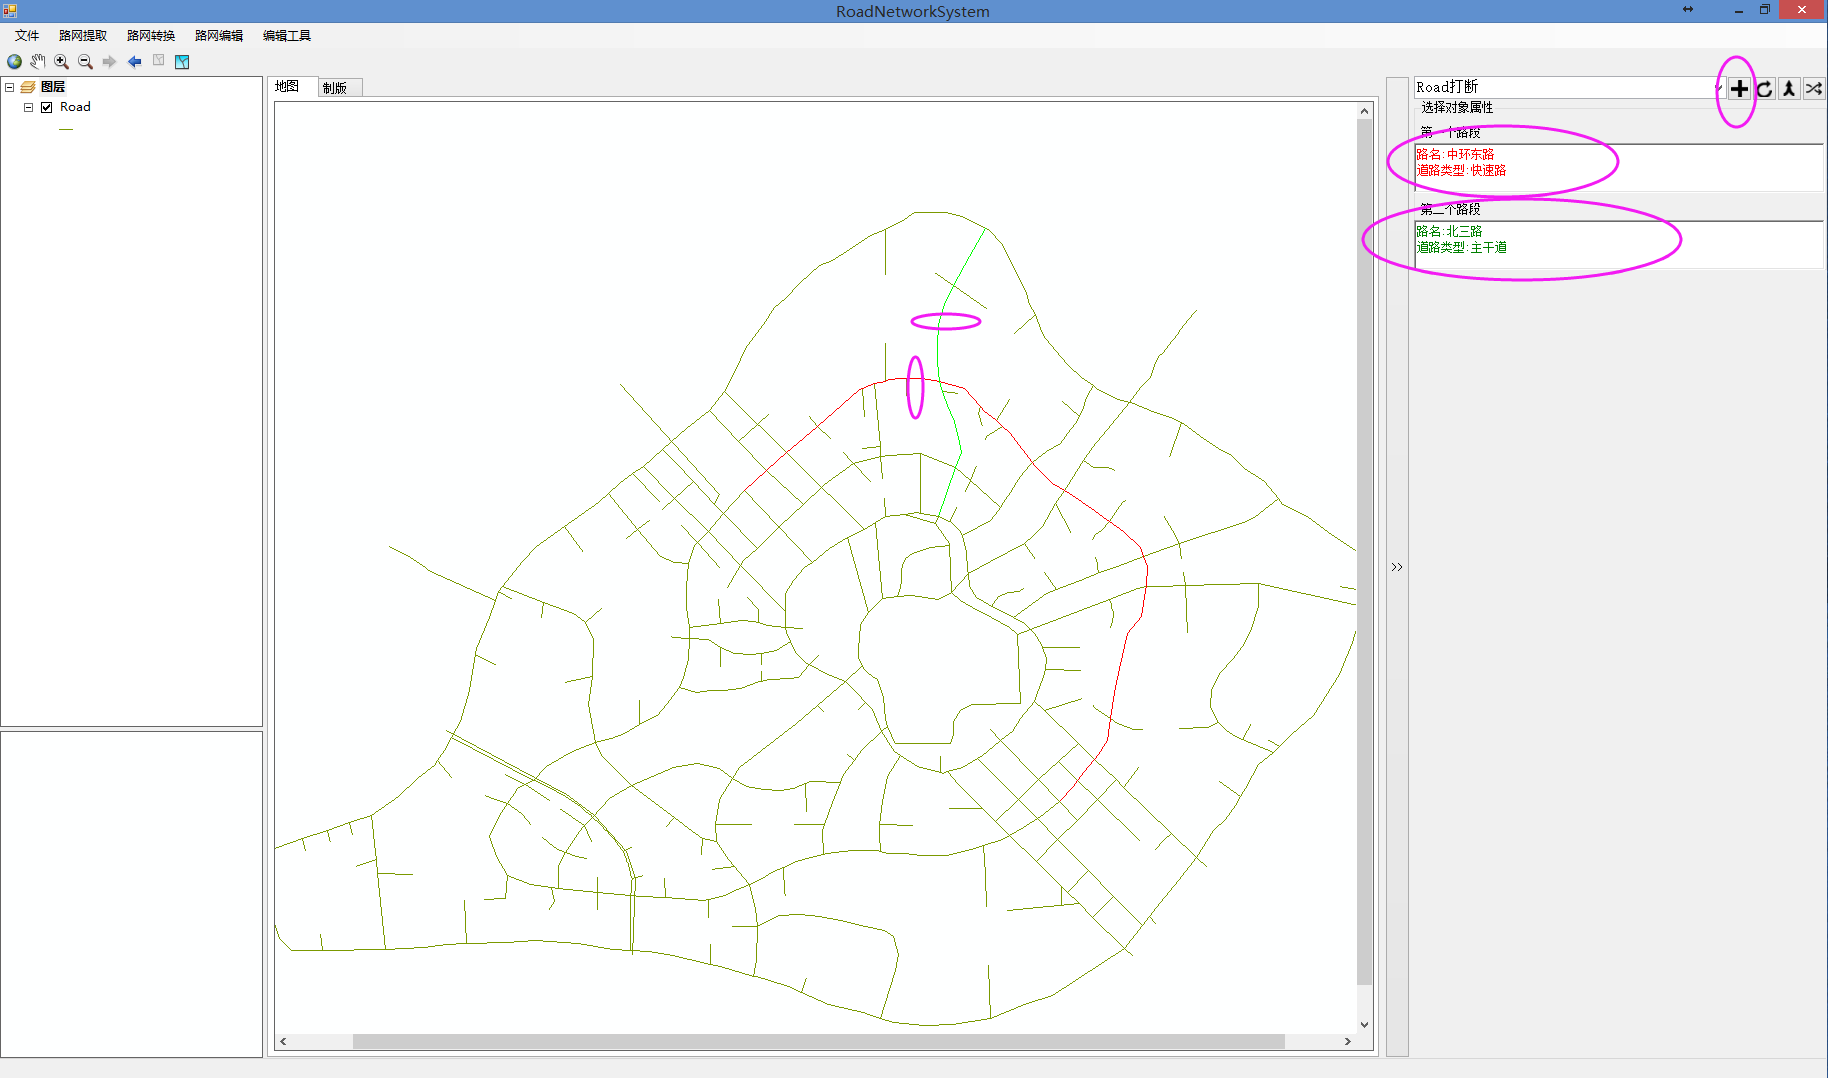 RoadNetworkSystem
文件 路网提取 路网转换 路网编辑 编辑工具
图层
Road
地图 制版
Road打断
选择对象属性
第一个路段
路名:中环东路
道路类型:快速路
第二个路段
路名:北三路
道路类型:主干道
>>